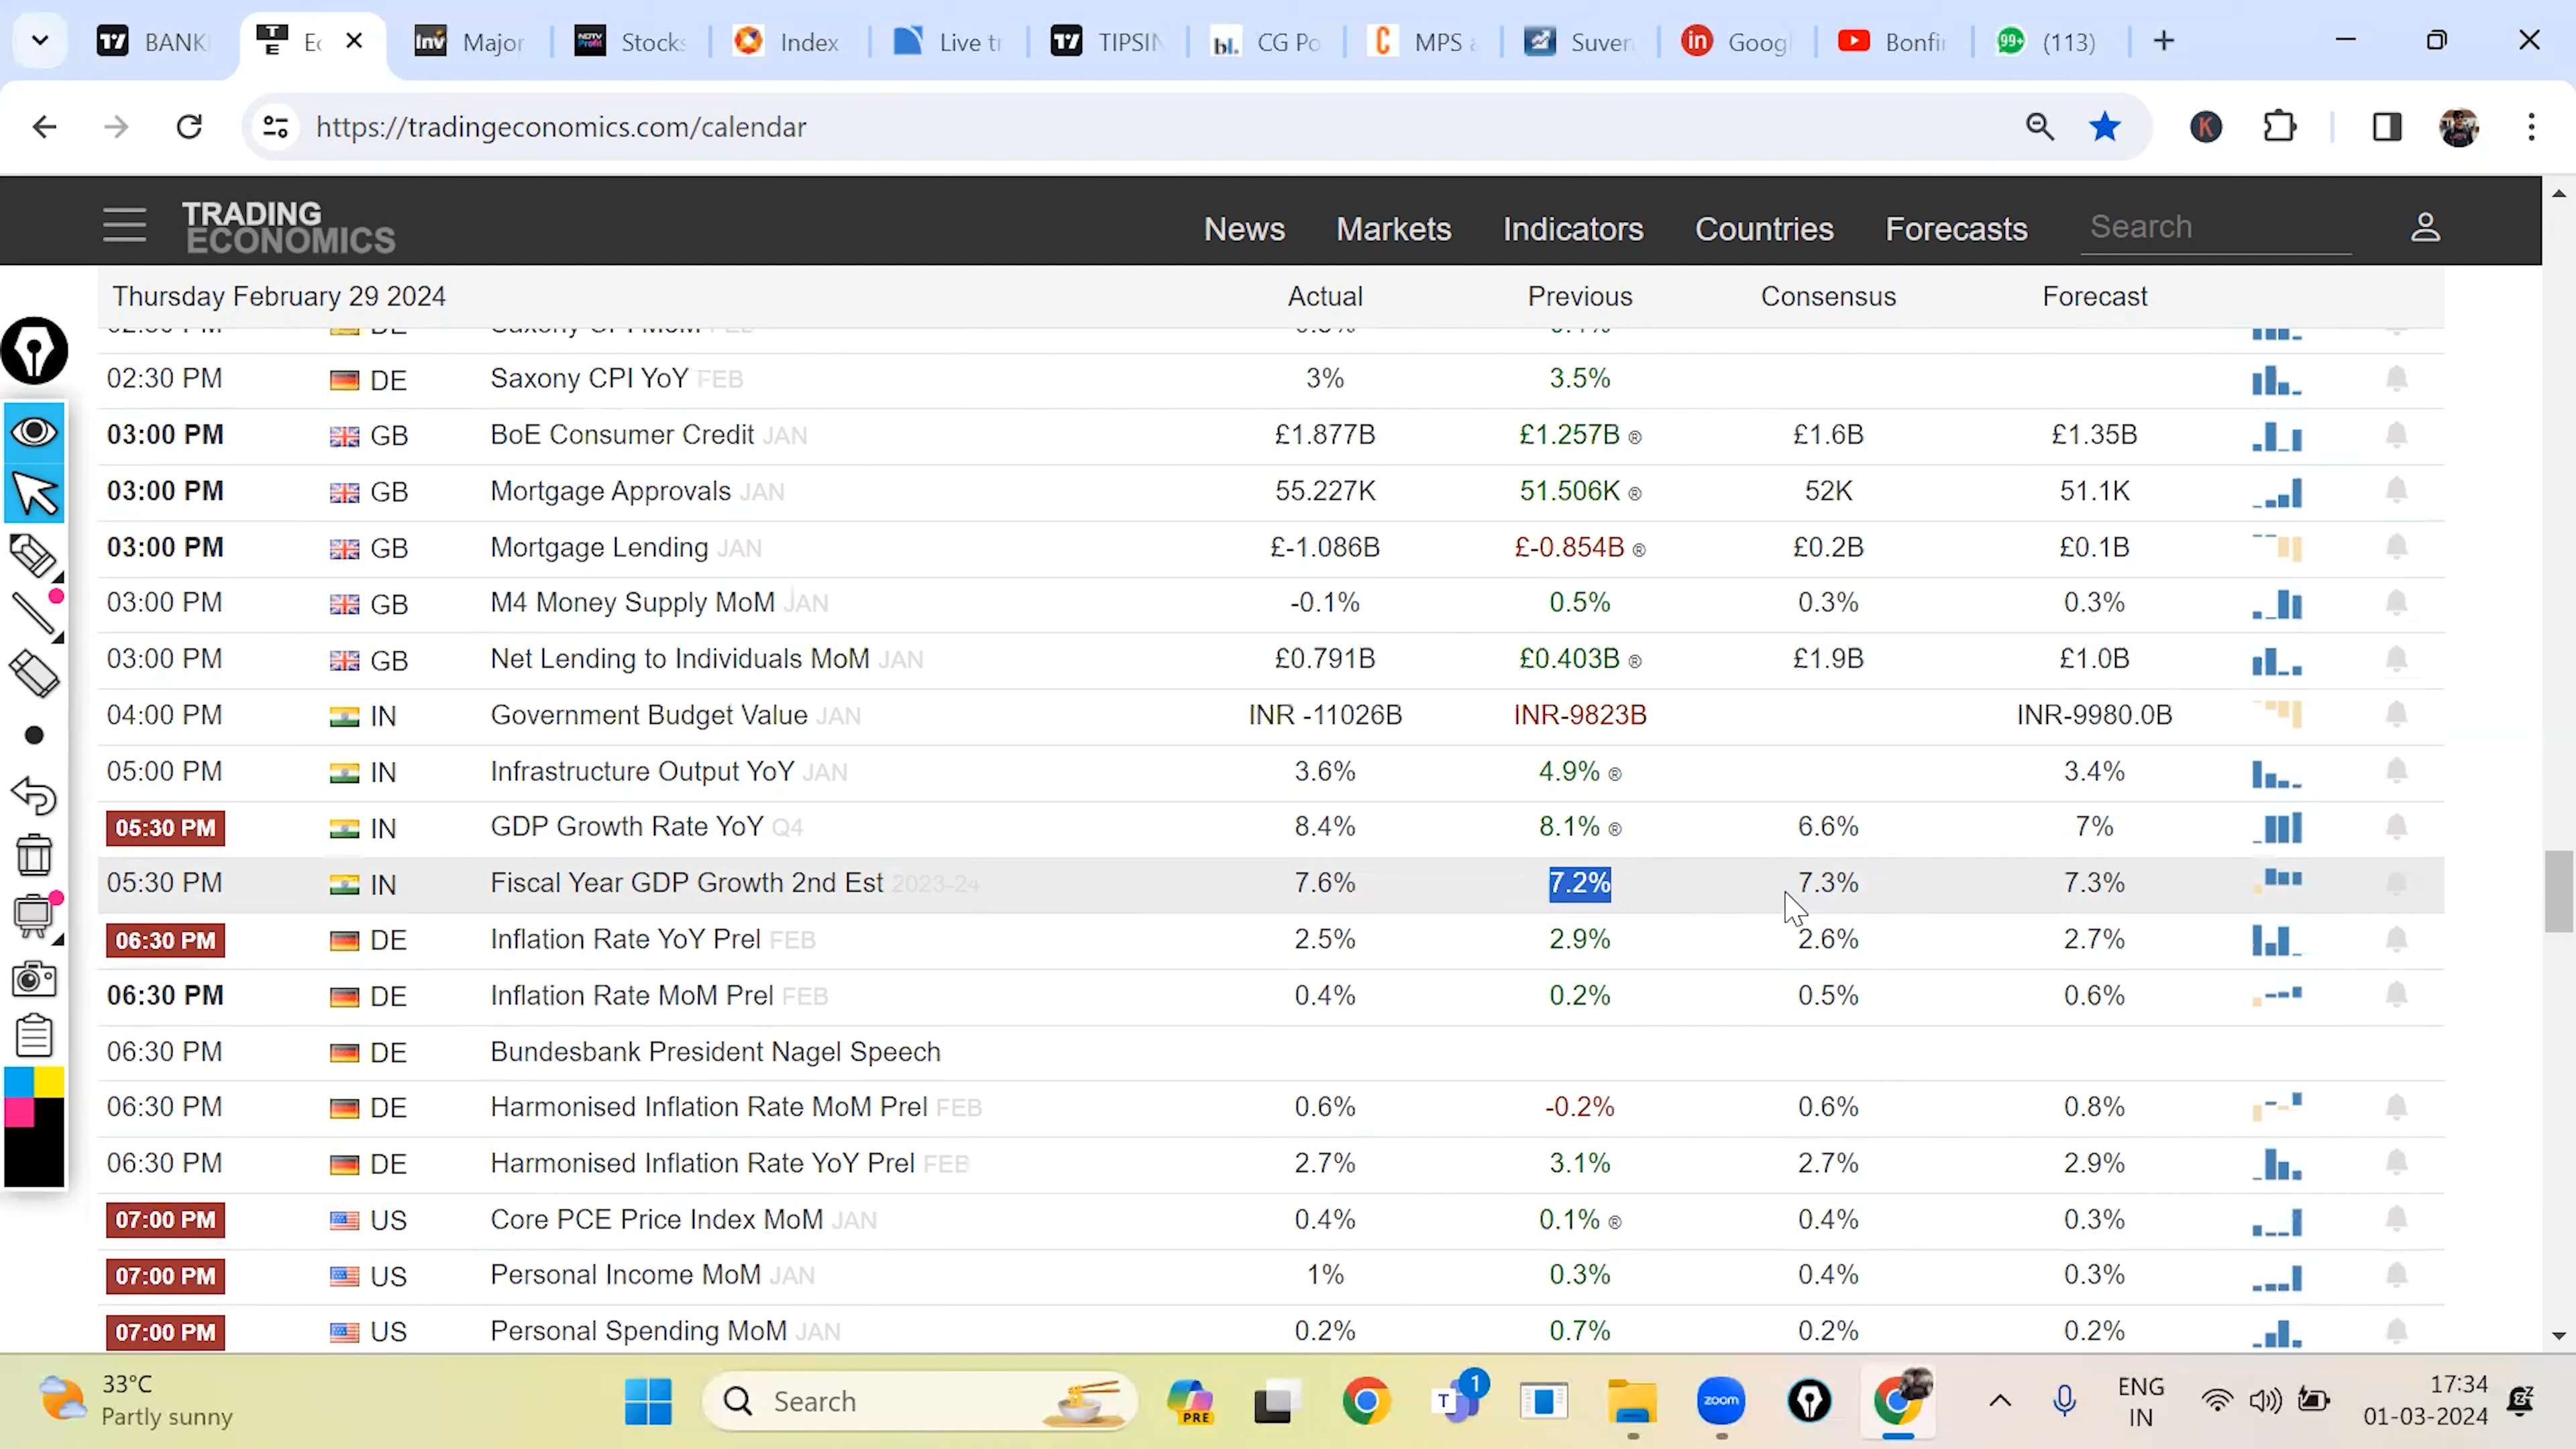 BANK
Ec
Major
Stocks
Index
Live tr
TIPSIN
CG Po
MPS a
Suven
Googl
Bonfir
(113)
https://tradingeconomics.com/calendar
TRADING
ECONOMICS
News Markets Indicators Countries Forecasts Search
Thursday February 29 2024 Actual Previous Consensus Forecast
02:30 PM DE Saxony CPI YoY FEB 3% 3.5%
03:00 PM GB BoE Consumer Credit JAN £1.877B £1.257B ® £1.6B £1.35B
03:00 PM GB Mortgage Approvals JAN 55.227K 51.506K ® 52K 51.1K
03:00 PM GB Mortgage Lending JAN £-1.086B £-0.854B ® £0.2B £0.1B
03:00 PM GB M4 Money Supply MoM JAN -0.1% 0.5% 0.3% 0.3%
03:00 PM GB Net Lending to Individuals MoM JAN £0.791B £0.403B ® £1.9B £1.0B
04:00 PM IN Government Budget Value JAN INR -11026B INR-9823B INR-9980.0B
05:00 PM IN Infrastructure Output YoY JAN 3.6% 4.9% ® 3.4%
05:30 PM IN GDP Growth Rate YoY Q4 8.4% 8.1% ® 6.6% 7%
05:30 PM IN Fiscal Year GDP Growth 2nd Est 2023-24 7.6% 7.2% 7.3% 7.3%
06:30 PM DE Inflation Rate YoY Prel FEB 2.5% 2.9% 2.6% 2.7%
06:30 PM DE Inflation Rate MoM Prel FEB 0.4% 0.2% 0.5% 0.6%
06:30 PM DE Bundesbank President Nagel Speech
06:30 PM DE Harmonised Inflation Rate MoM Prel FEB 0.6% -0.2% 0.6% 0.8%
06:30 PM DE Harmonised Inflation Rate YoY Prel FEB 2.7% 3.1% 2.7% 2.9%
07:00 PM US Core PCE Price Index MoM JAN 0.4% 0.1% ® 0.4% 0.3%
07:00 PM US Personal Income MoM JAN 1% 0.3% 0.4% 0.3%
07:00 PM US Personal Spending MoM JAN 0.2% 0.7% 0.2% 0.2%
33°C
Partly sunny
Search
PRE
1
zoom
ENG
IN
17:34
01-03-2024